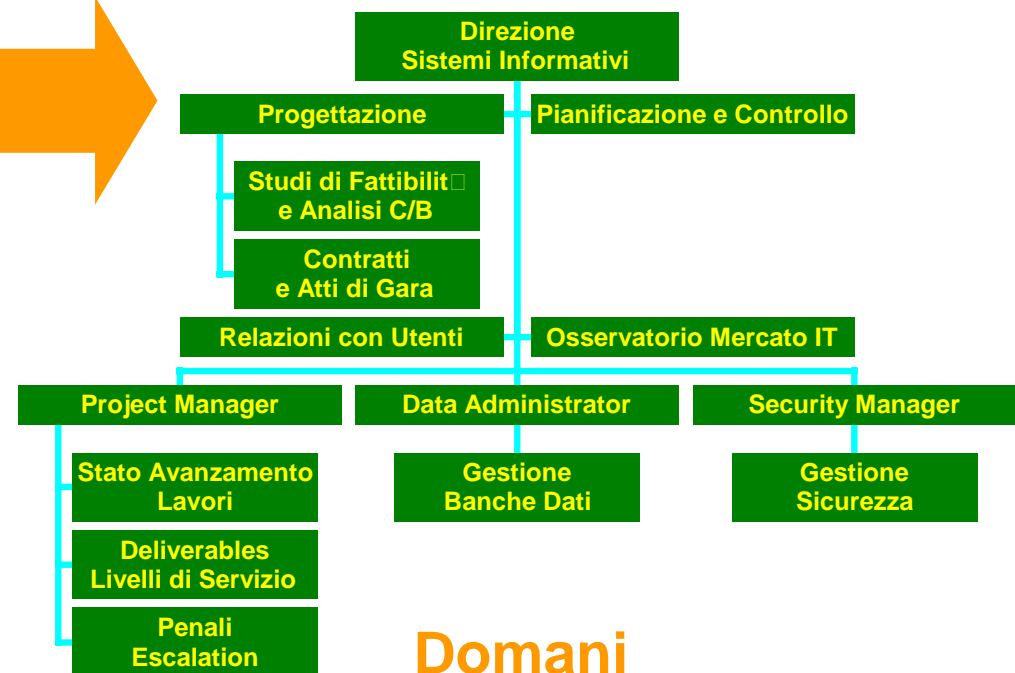 Direzione
Sistemi Informativi
Progettazione
Pianificazione e Controllo
Studi di Fattibilit□
e Analisi C/B
Contratti
e Atti di Gara
Relazioni con Utenti
Osservatorio Mercato IT
Project Manager
Data Administrator
Security Manager
Stato Avanzamento
Lavori
Deliverables
Livelli di Servizio
Penali
Escalation
Gestione
Banche Dati
Gestione
Sicurezza
Domani